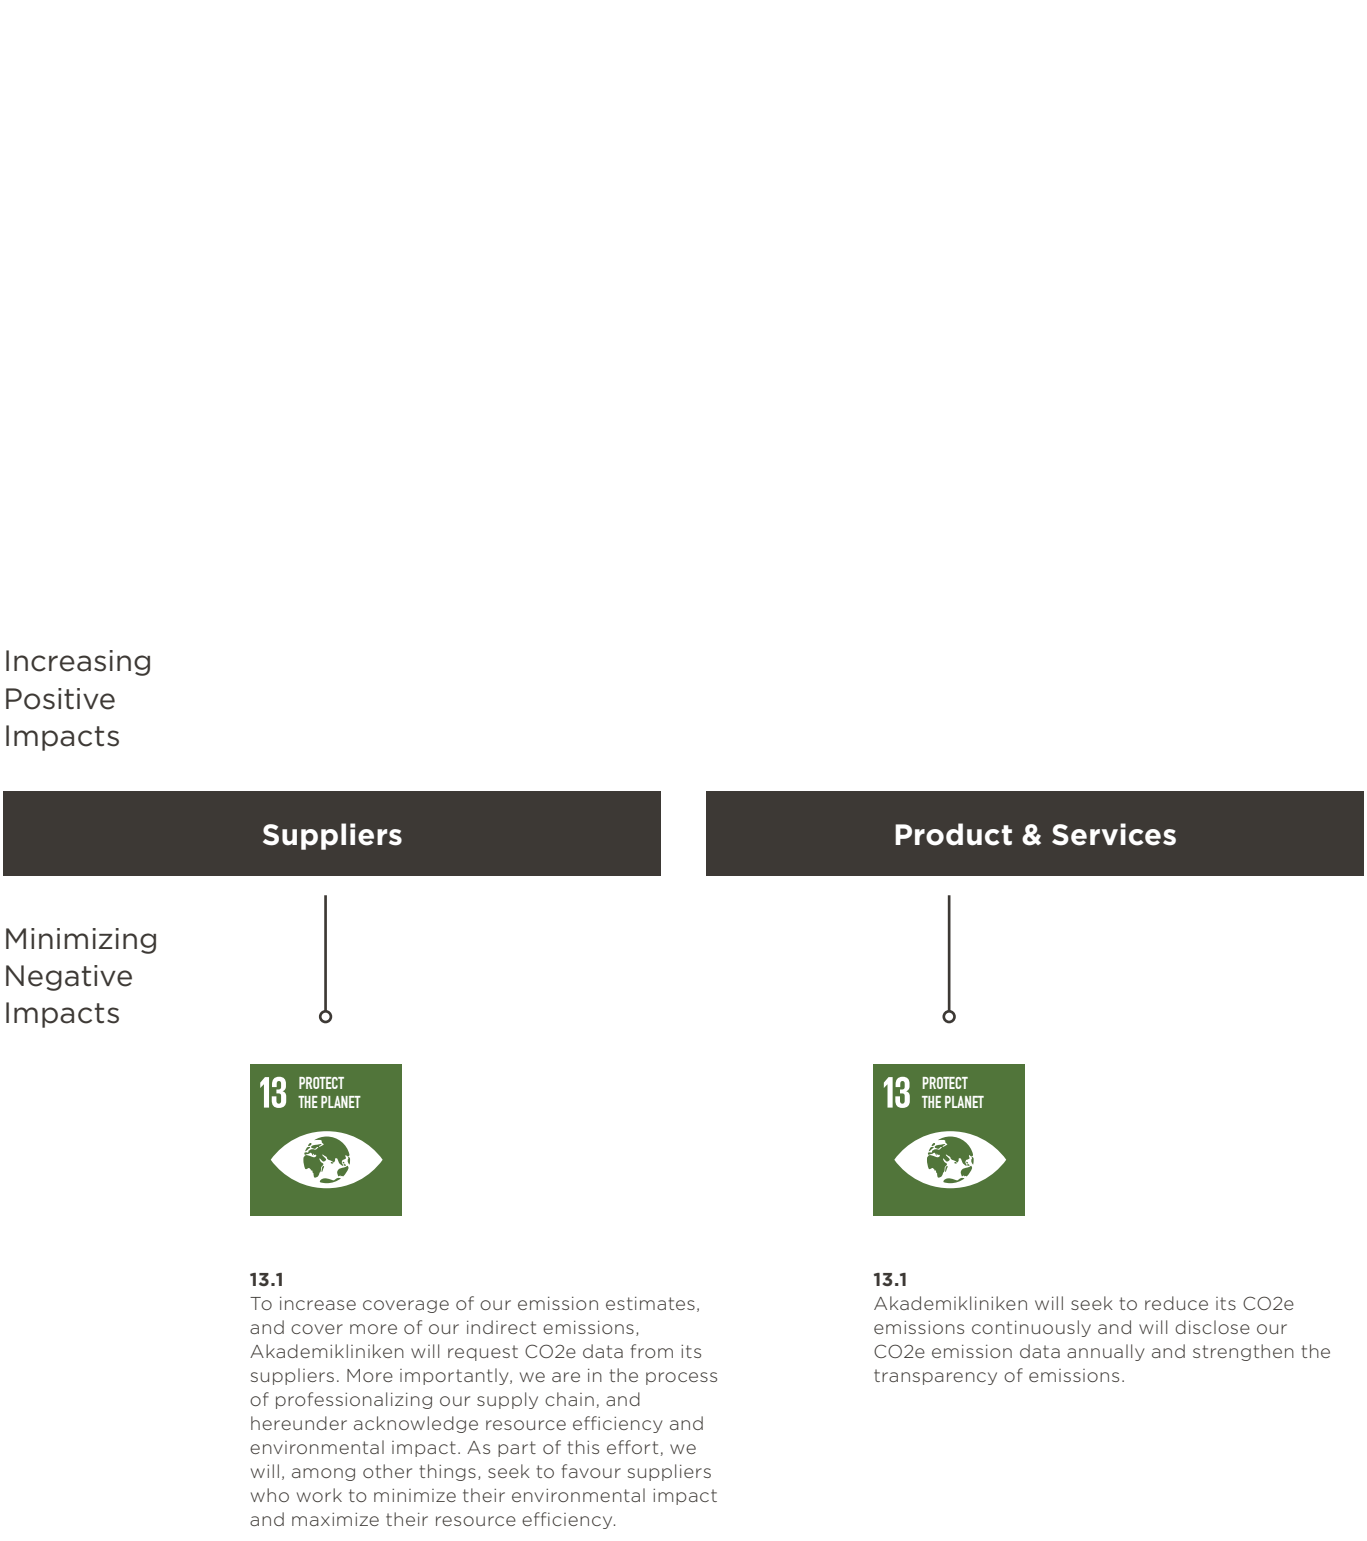 Increasing
Positive
Impacts
Suppliers
Product & Services
Minimizing
Negative
Impacts
13 PROTECT
THE PLANET
13 PROTECT
THE PLANET
13.1
To increase coverage of our emission estimates,
and cover more of our indirect emissions,
Akademikliniken will request CO2e data from its
suppliers. More importantly, we are in the process
of professionalizing our supply chain, and
hereunder acknowledge resource efficiency and
environmental impact. As part of this effort, we
will, among other things, seek to favour suppliers
who work to minimize their environmental impact
and maximize their resource efficiency.
13.1
Akademikliniken will seek to reduce its CO2e
emissions continuously and will disclose our
CO2e emission data annually and strengthen the
transparency of emissions.